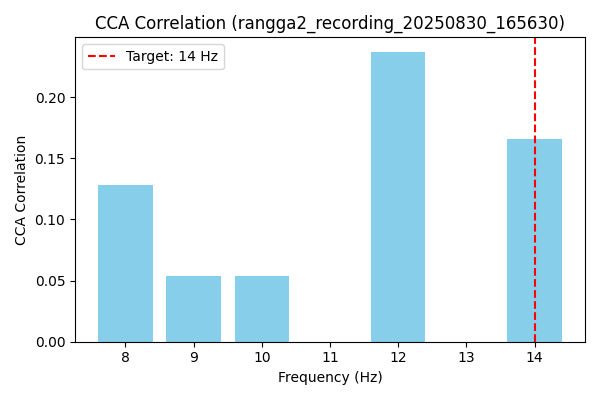 CCA Correlation (rangga2_recording_20250830_165630)
Target: 14 Hz
CCA Correlation
0.20
0.15
0.10
0.05
0.00
8 9 10 11 12 13 14
Frequency (Hz)